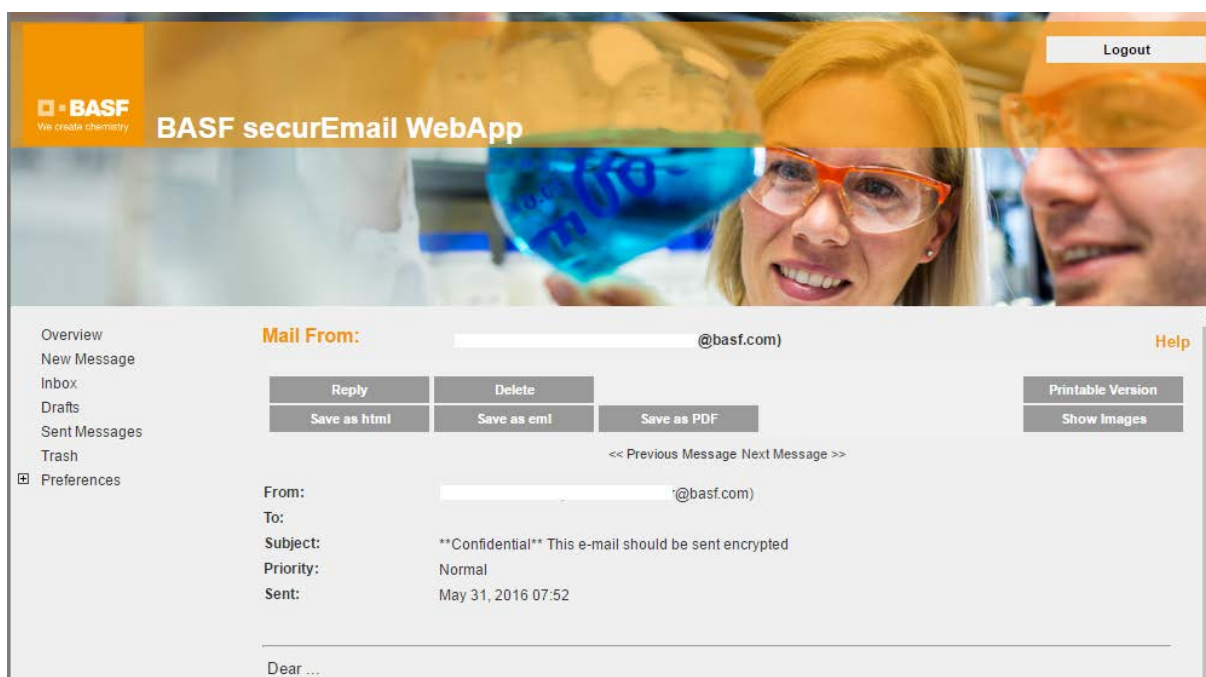 Logout
BASF
We create chemistry
BASF securEmail WebApp
Overview
New Message
Inbox
Drafts
Sent Messages
Trash
Preferences
Mail From: @basf.com)
Help
Reply Delete Printable Version
Save as html Save as eml Save as PDF Show Images
<< Previous Message Next Message >>
From: @basf.com)
To:
Subject: **Confidential** This e-mail should be sent encrypted
Priority: Normal
Sent: May 31, 2016 07:52
Dear ...